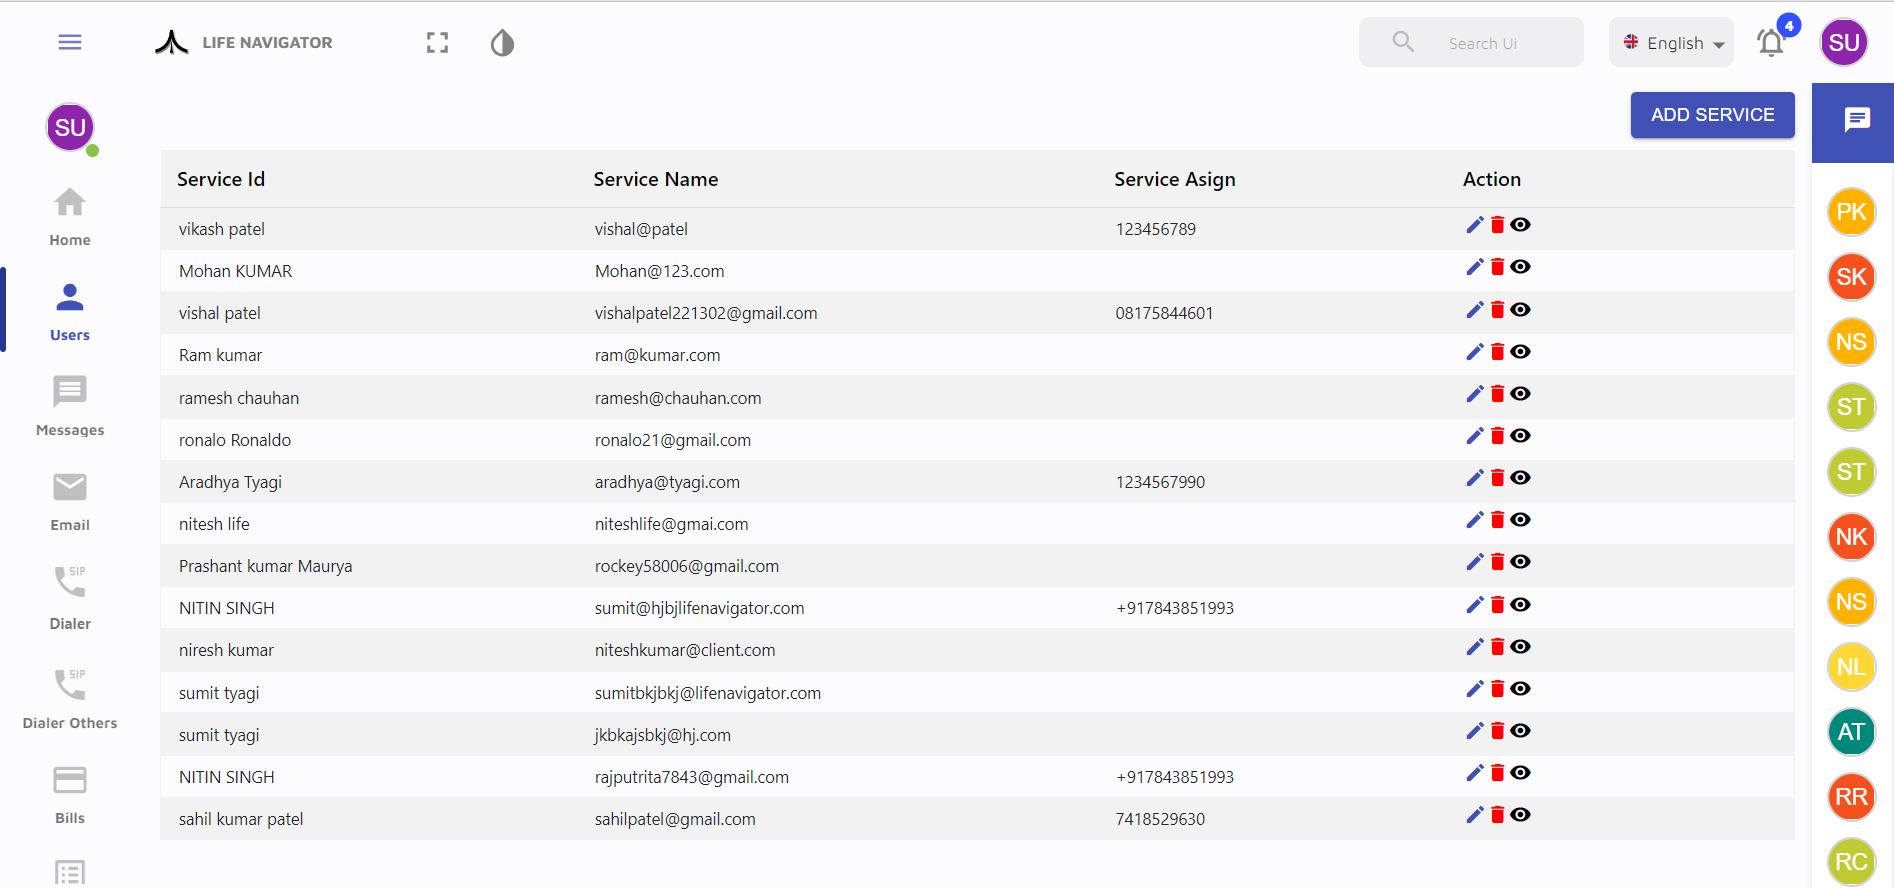 LIFE NAVIGATOR
Search Ui
English
4
SU
SU
ADD SERVICE
Service Id Service Name Service Asign Action
vikash patel vishal@patel 123456789
Mohan KUMAR Mohan@123.com
vishal patel vishalpatel221302@gmail.com 08175844601
Ram kumar ram@kumar.com
ramesh chauhan ramesh@chauhan.com
ronalo Ronaldo ronalo21@gmail.com
Aradhya Tyagi aradhya@tyagi.com 1234567990
nitesh life niteshlife@gmai.com
Prashant kumar Maurya rockey58006@gmail.com
NITIN SINGH sumit@hjbjlifenavigator.com +917843851993
niresh kumar niteshkumar@client.com
sumit tyagi sumitbkjbkj@lifenavigator.com
sumit tyagi jkbkajsbkj@hj.com
NITIN SINGH rajputrita7843@gmail.com +917843851993
sahil kumar patel sahilpatel@gmail.com 7418529630
Home
Users
Messages
Email
SIP
Dialer
SIP
Dialer Others
Bills
PK
SK
NS
ST
ST
NK
NS
NL
AT
RR
RC